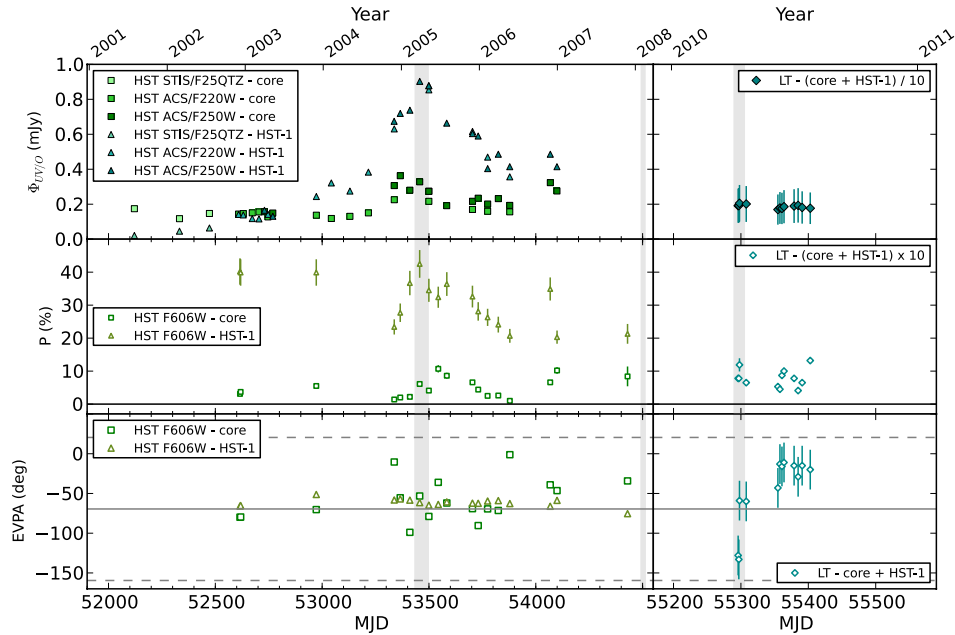 Year
Year
2001
2002
2003
2004
2005
2006
2007
2008
2010
2011
1.0
0.8
0.6
0.4
0.2
0.0
Φ_UV/O (mJy)
HST STIS/F25QTZ - core
HST ACS/F220W - core
HST ACS/F250W - core
HST STIS/F25QTZ - HST-1
HST ACS/F220W - HST-1
HST ACS/F250W - HST-1
LT - (core + HST-1) / 10
40
30
20
10
0
P (%)
HST F606W - core
HST F606W - HST-1
LT - (core + HST-1) x 10
0
−50
−100
−150
EVPA (deg)
HST F606W - core
HST F606W - HST-1
LT - core + HST-1
52000
52500
53000
53500
54000
55200
55300
55400
55500
MJD
MJD